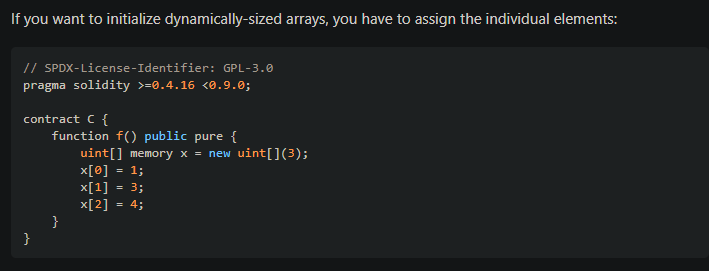 If you want to initialize dynamically-sized arrays, you have to assign the individual elements:
// SPDX-License-Identifier: GPL-3.0
pragma solidity >=0.4.16 <0.9.0;
contract C {
    function f() public pure {
        uint[] memory x = new uint[](3);
        x[0] = 1;
        x[1] = 3;
        x[2] = 4;
    }
}